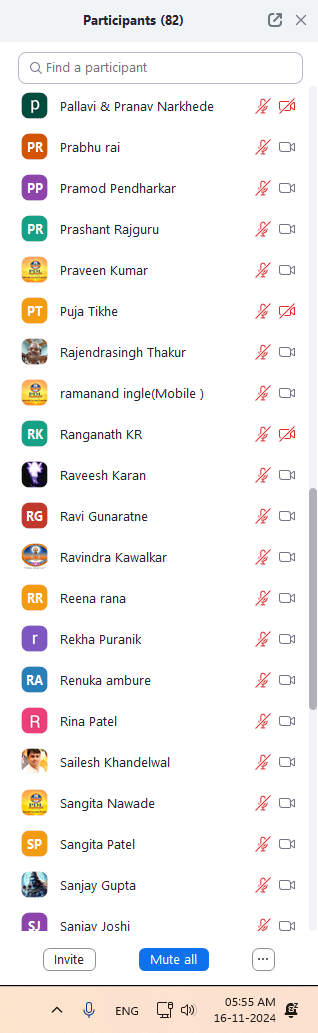 Participants (82)
Find a participant
p Pallavi & Pranav Narkhede
PR Prabhu rai
PP Pramod Pendharkar
PR Prashant Rajguru
Praveen Kumar
PT Puja Tikhe
Rajendrasingh Thakur
ramanand ingle(Mobile )
RK Ranganath KR
Raveesh Karan
RG Ravi Gunaratne
Ravindra Kawalkar
RR Reena rana
r Rekha Puranik
RA Renuka ambure
R Rina Patel
Sailesh Khandelwal
Sangita Nawade
SP Sangita Patel
Sanjay Gupta
SJ Sanjay Joshi
Invite Mute all ...
ENG 05:55 AM
16-11-2024